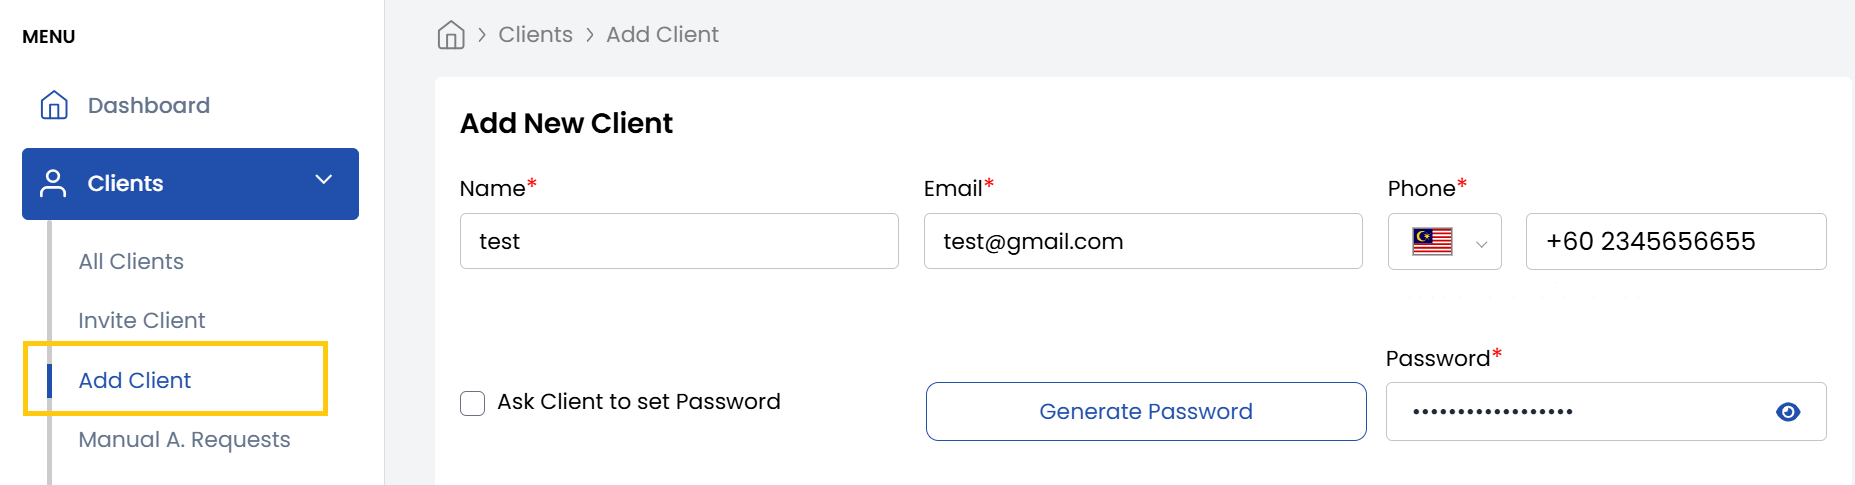 MENU
Dashboard
Clients
All Clients
Invite Client
Add Client
Manual A. Requests
Clients > Add Client
Add New Client
Name* Email* Phone*
test test@gmail.com +60 2345656655
Password*
Ask Client to set Password Generate Password ••••••••••••••••••